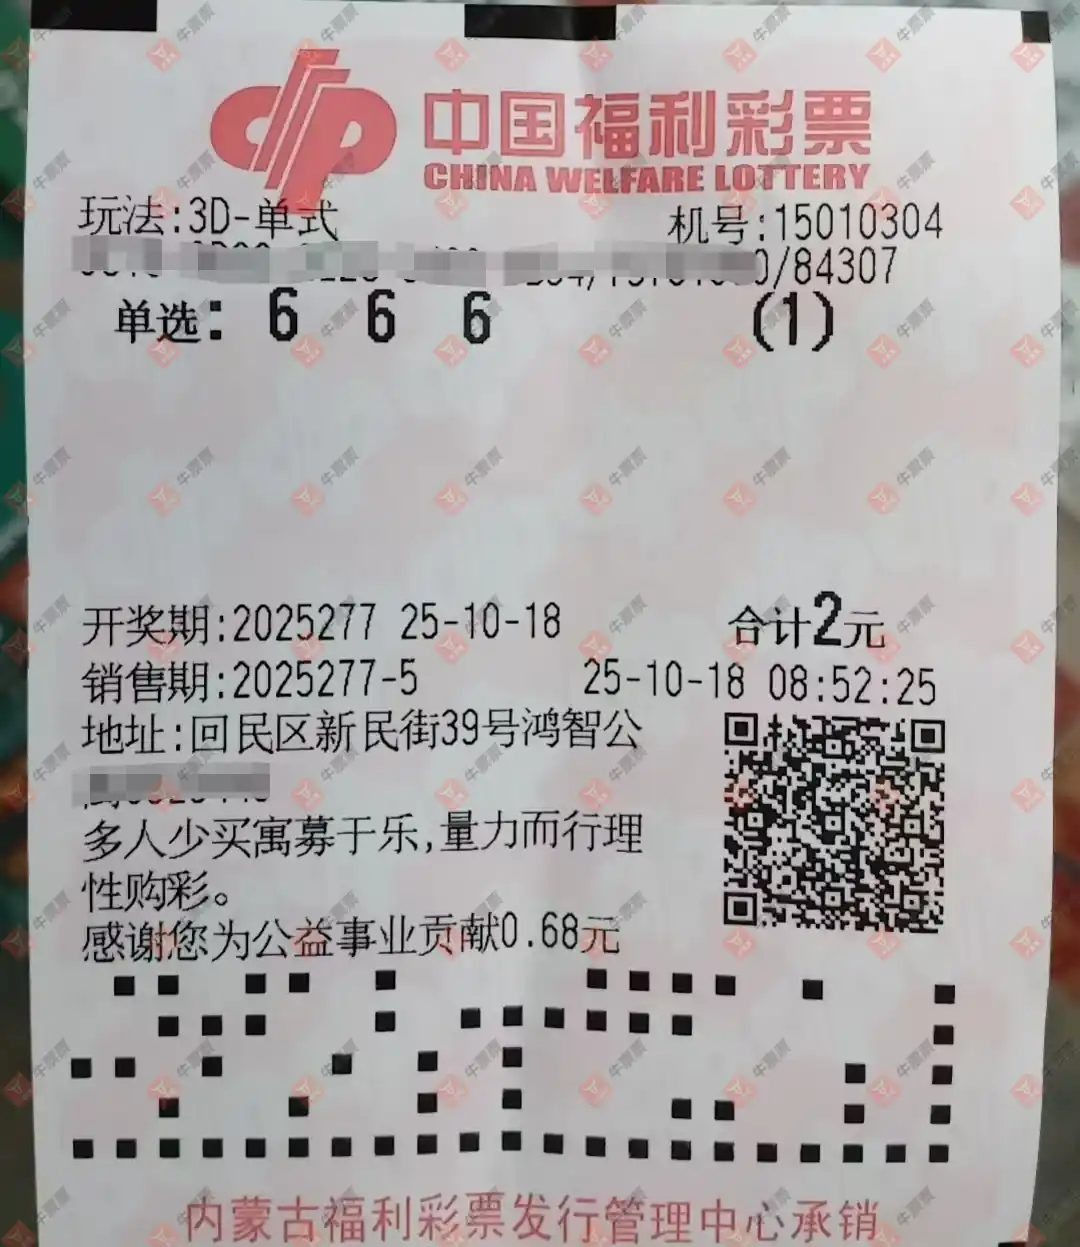 中国福利彩票
CHINA WELFARE LOTTERY
玩法:3D-单式 机号:15010304
0/84307
单选: 6 6 6 (1)
开奖期:2025277 25-10-18 合计2元
销售期:2025277-5 25-10-18 08:52:25
地址:回民区新民街39号鸿智公
多人少买寓募于乐,量力而行理
性购彩。
感谢您为公益事业贡献0.68元
内蒙古福利彩票发行管理中心承销
牛票票